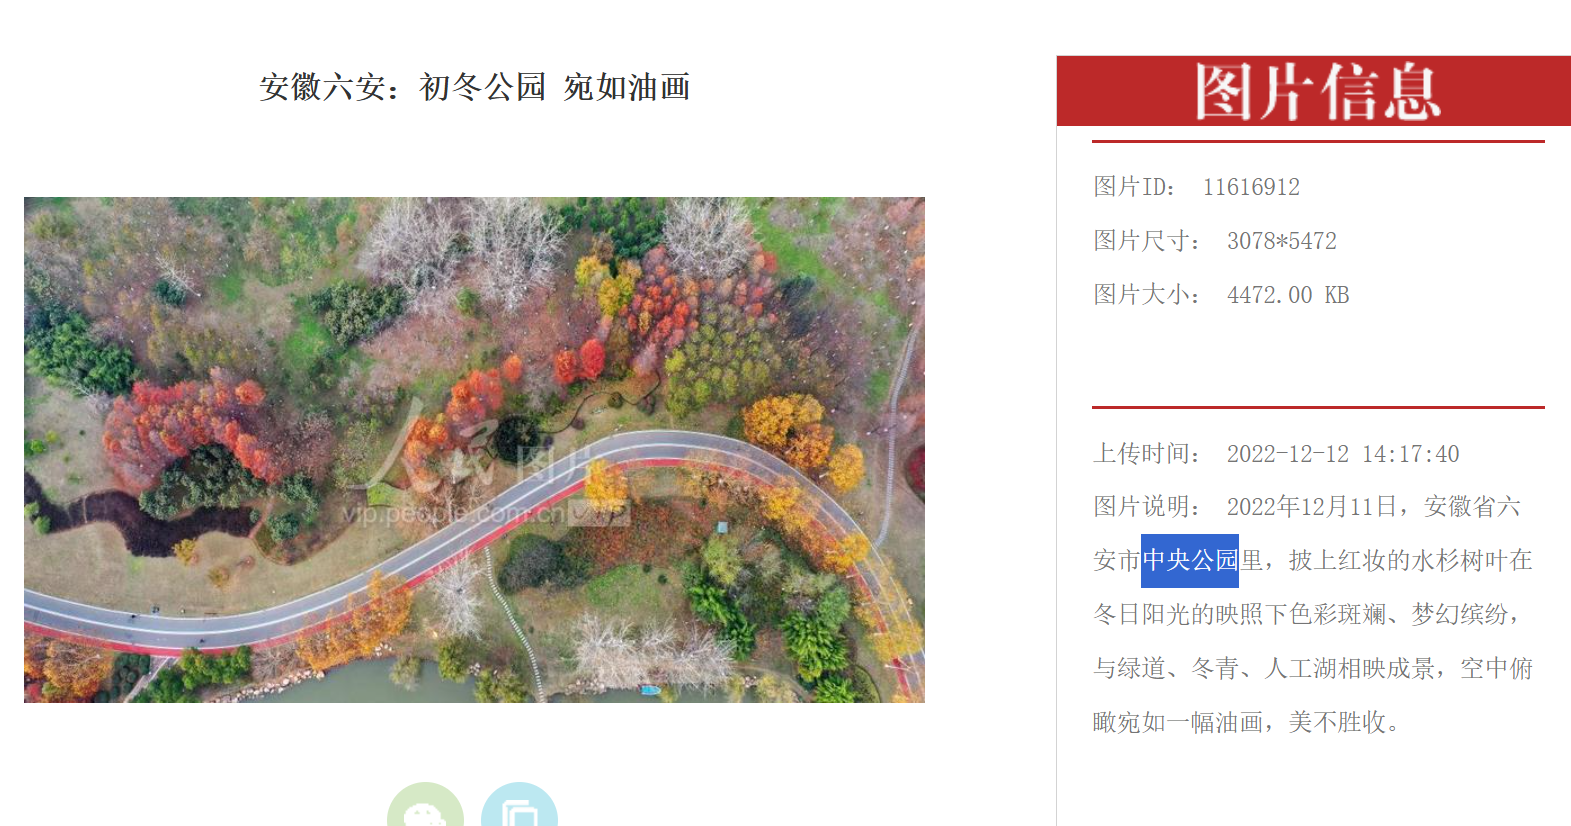 安徽六安：初冬公园 宛如油画
人民图片
vip.people.com.cn VIP
图片信息
图片ID： 11616912
图片尺寸： 3078*5472
图片大小： 4472.00 KB
上传时间： 2022-12-12 14:17:40
图片说明： 2022年12月11日，安徽省六
安市中央公园里，披上红妆的水杉树叶在
冬日阳光的映照下色彩斑斓、梦幻缤纷，
与绿道、冬青、人工湖相映成景，空中俯
瞰宛如一幅油画，美不胜收。